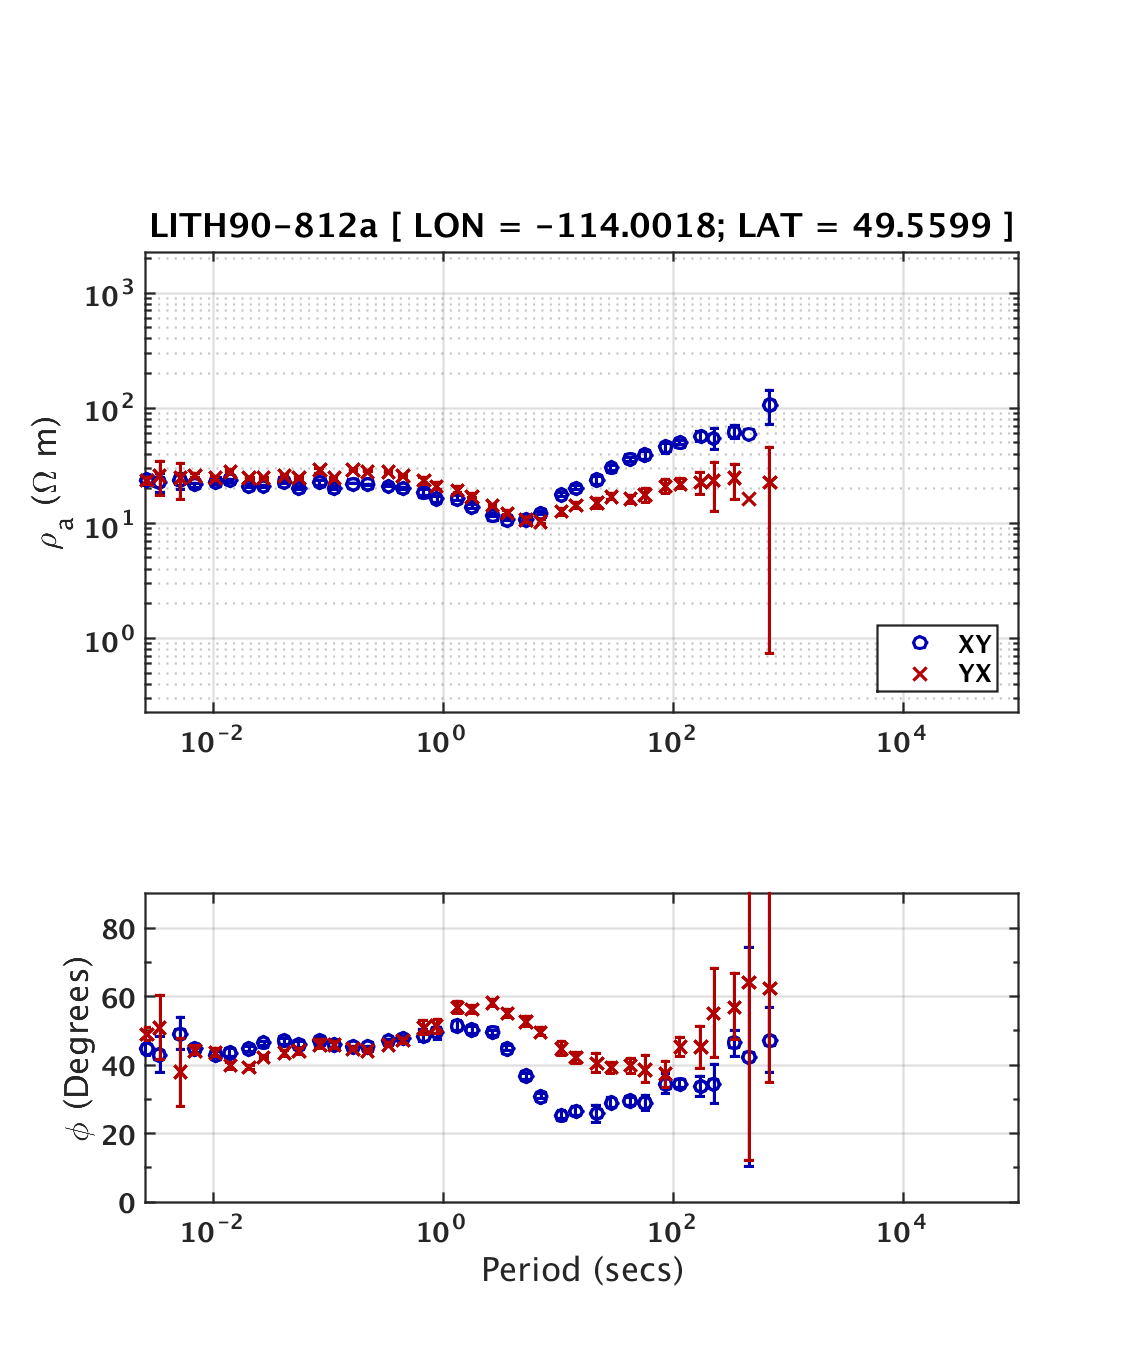 LITH90-812a [ LON = -114.0018; LAT = 49.5599 ]
10³
10²
10¹
10⁰
ρₐ (Ω m)
XY
YX
10⁻² 10⁰ 10² 10⁴
80
60
40
20
0
ϕ (Degrees)
10⁻² 10⁰ 10² 10⁴
Period (secs)